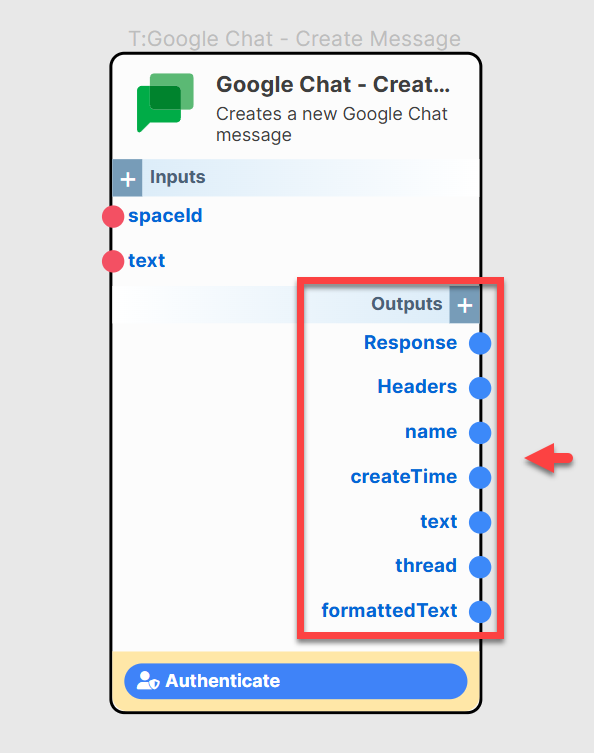 T:Google Chat - Create Message
Google Chat - Creat...
Creates a new Google Chat
message
+ Inputs
spaceId
text
Outputs +
Response
Headers
name
createTime
text
thread
formattedText
Authenticate